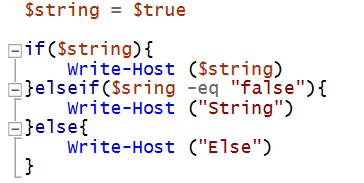 $string = $true
if($string){
Write-Host ($string)
}elseif($sring -eq "false"){
Write-Host ("String")
}else{
Write-Host ("Else")
}